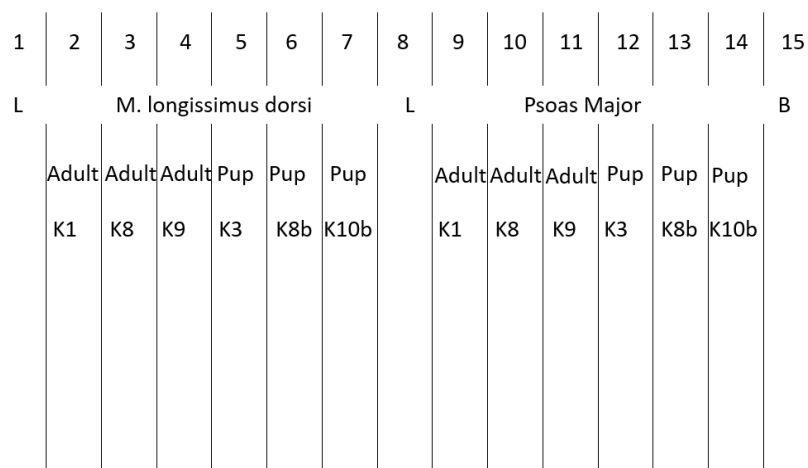 1 2 3 4 5 6 7 8 9 10 11 12 13 14 15
L M. longissimus dorsi L Psoas Major B
Adult Adult Adult Pup Pup Pup Adult Adult Adult Pup Pup Pup
K1 K8 K9 K3 K8b K10b K1 K8 K9 K3 K8b K10b